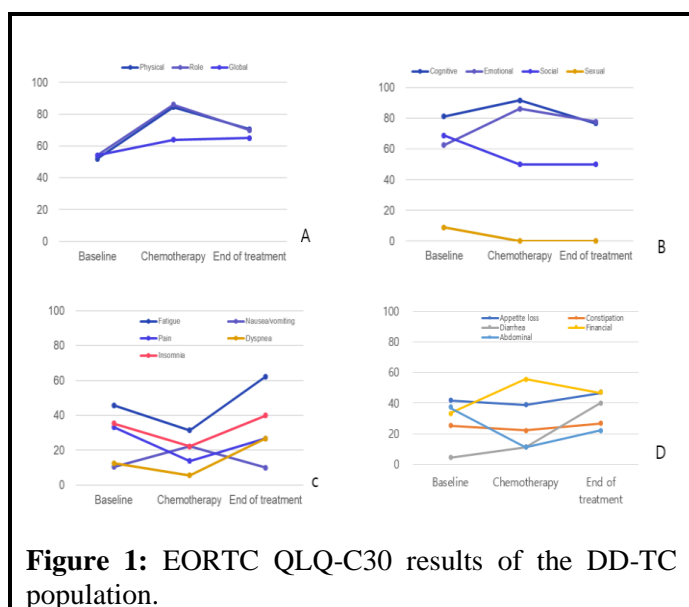 Physical Role Global
100
80
60
40
20
0
Baseline Chemotherapy End of treatment
A
Cognitive Emotional Social Sexual
100
80
60
40
20
0
Baseline Chemotherapy End of treatment
B
Fatigue Nausea/vomiting
Pain Dyspnea
Insomnia
100
80
60
40
20
0
Baseline Chemotherapy End of treatment
c
Appetite loss Constipation
Diarrhea Financial
Abdominal
100
80
60
40
20
0
Baseline Chemotherapy End of
treatment
D
Figure 1: EORTC QLQ-C30 results of the DD-TC
population.